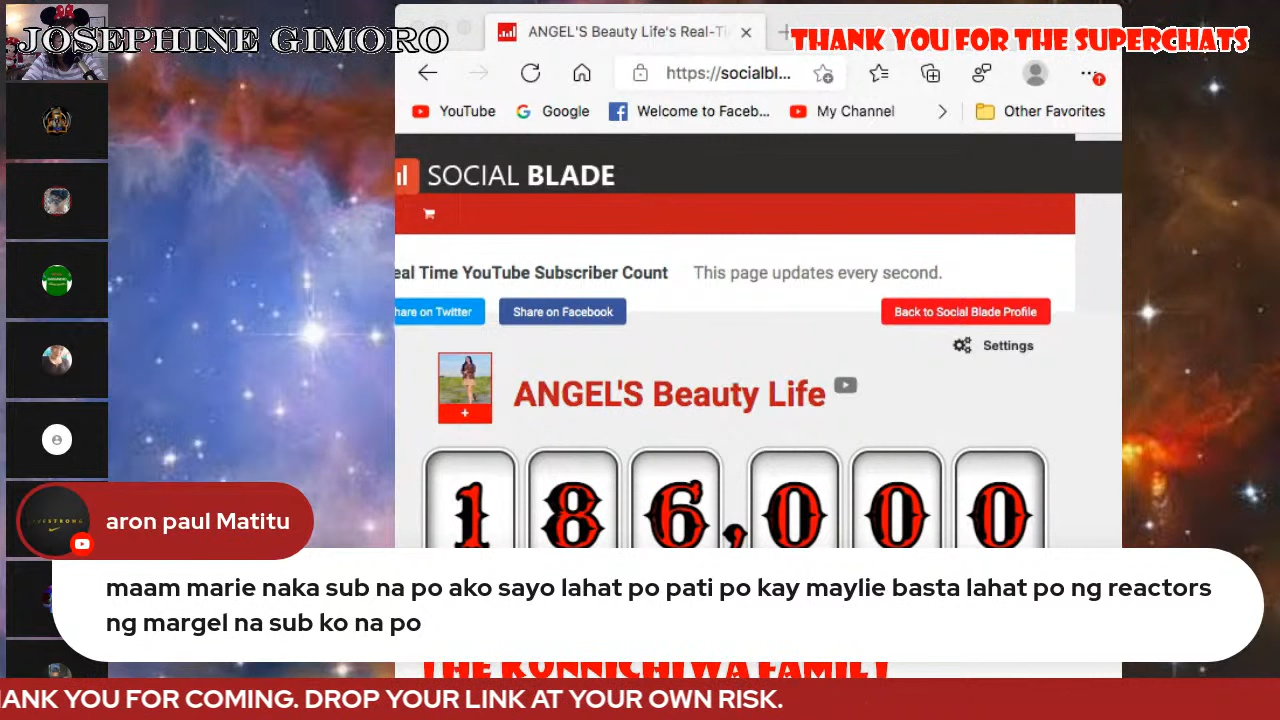 JOSEPHINE GIMORO
THANK YOU FOR THE SUPERCHATS
ANGEL'S Beauty Life's Real-Ti
https://socialbl...
YouTube
Google
Welcome to Faceb...
My Channel
Other Favorites
SOCIAL BLADE
eal Time YouTube Subscriber Count
This page updates every second.
hare on Twitter
Share on Facebook
Back to Social Blade Profile
Settings
ANGEL'S Beauty Life
186,000
aron paul Matitu
maam marie naka sub na po ako sayo lahat po pati po kay maylie basta lahat po ng reactors
ng margel na sub ko na po
THE KONNICHIWA FAMILY
HANK YOU FOR COMING. DROP YOUR LINK AT YOUR OWN RISK.